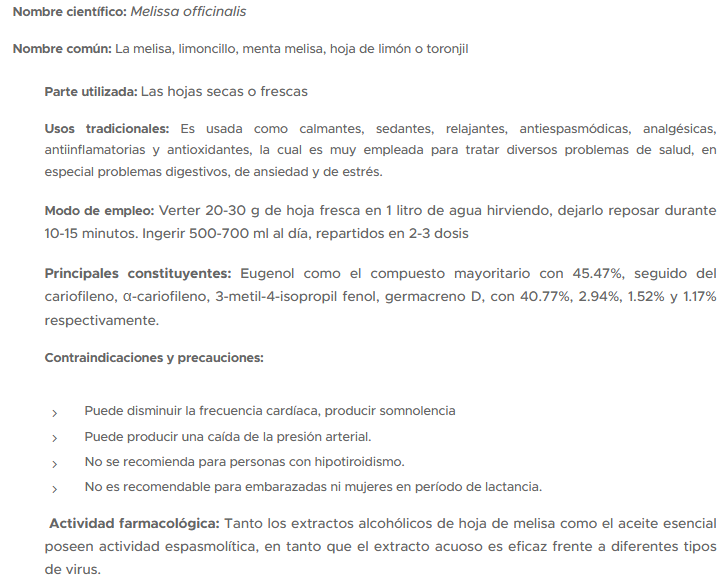 Nombre científico: Melissa officinalis
Nombre común: La melisa, limoncillo, menta melisa, hoja de limón o toronjil
Parte utilizada: Las hojas secas o frescas
Usos tradicionales: Es usada como calmantes, sedantes, relajantes, antiespasmódicas, analgésicas,
antiinflamatorias y antioxidantes, la cual es muy empleada para tratar diversos problemas de salud, en
especial problemas digestivos, de ansiedad y de estrés.
Modo de empleo: Verter 20-30 g de hoja fresca en 1 litro de agua hirviendo, dejarlo reposar durante
10-15 minutos. Ingerir 500-700 ml al día, repartidos en 2-3 dosis
Principales constituyentes: Eugenol como el compuesto mayoritario con 45.47%, seguido del
cariofileno, α-cariofileno, 3-metil-4-isopropil fenol, germacreno D, con 40.77%, 2.94%, 1.52% y 1.17%
respectivamente.
Contraindicaciones y precauciones:
› Puede disminuir la frecuencia cardíaca, producir somnolencia
› Puede producir una caída de la presión arterial.
› No se recomienda para personas con hipotiroidismo.
› No es recomendable para embarazadas ni mujeres en período de lactancia.
Actividad farmacológica: Tanto los extractos alcohólicos de hoja de melisa como el aceite esencial
poseen actividad espasmolítica, en tanto que el extracto acuoso es eficaz frente a diferentes tipos
de virus.